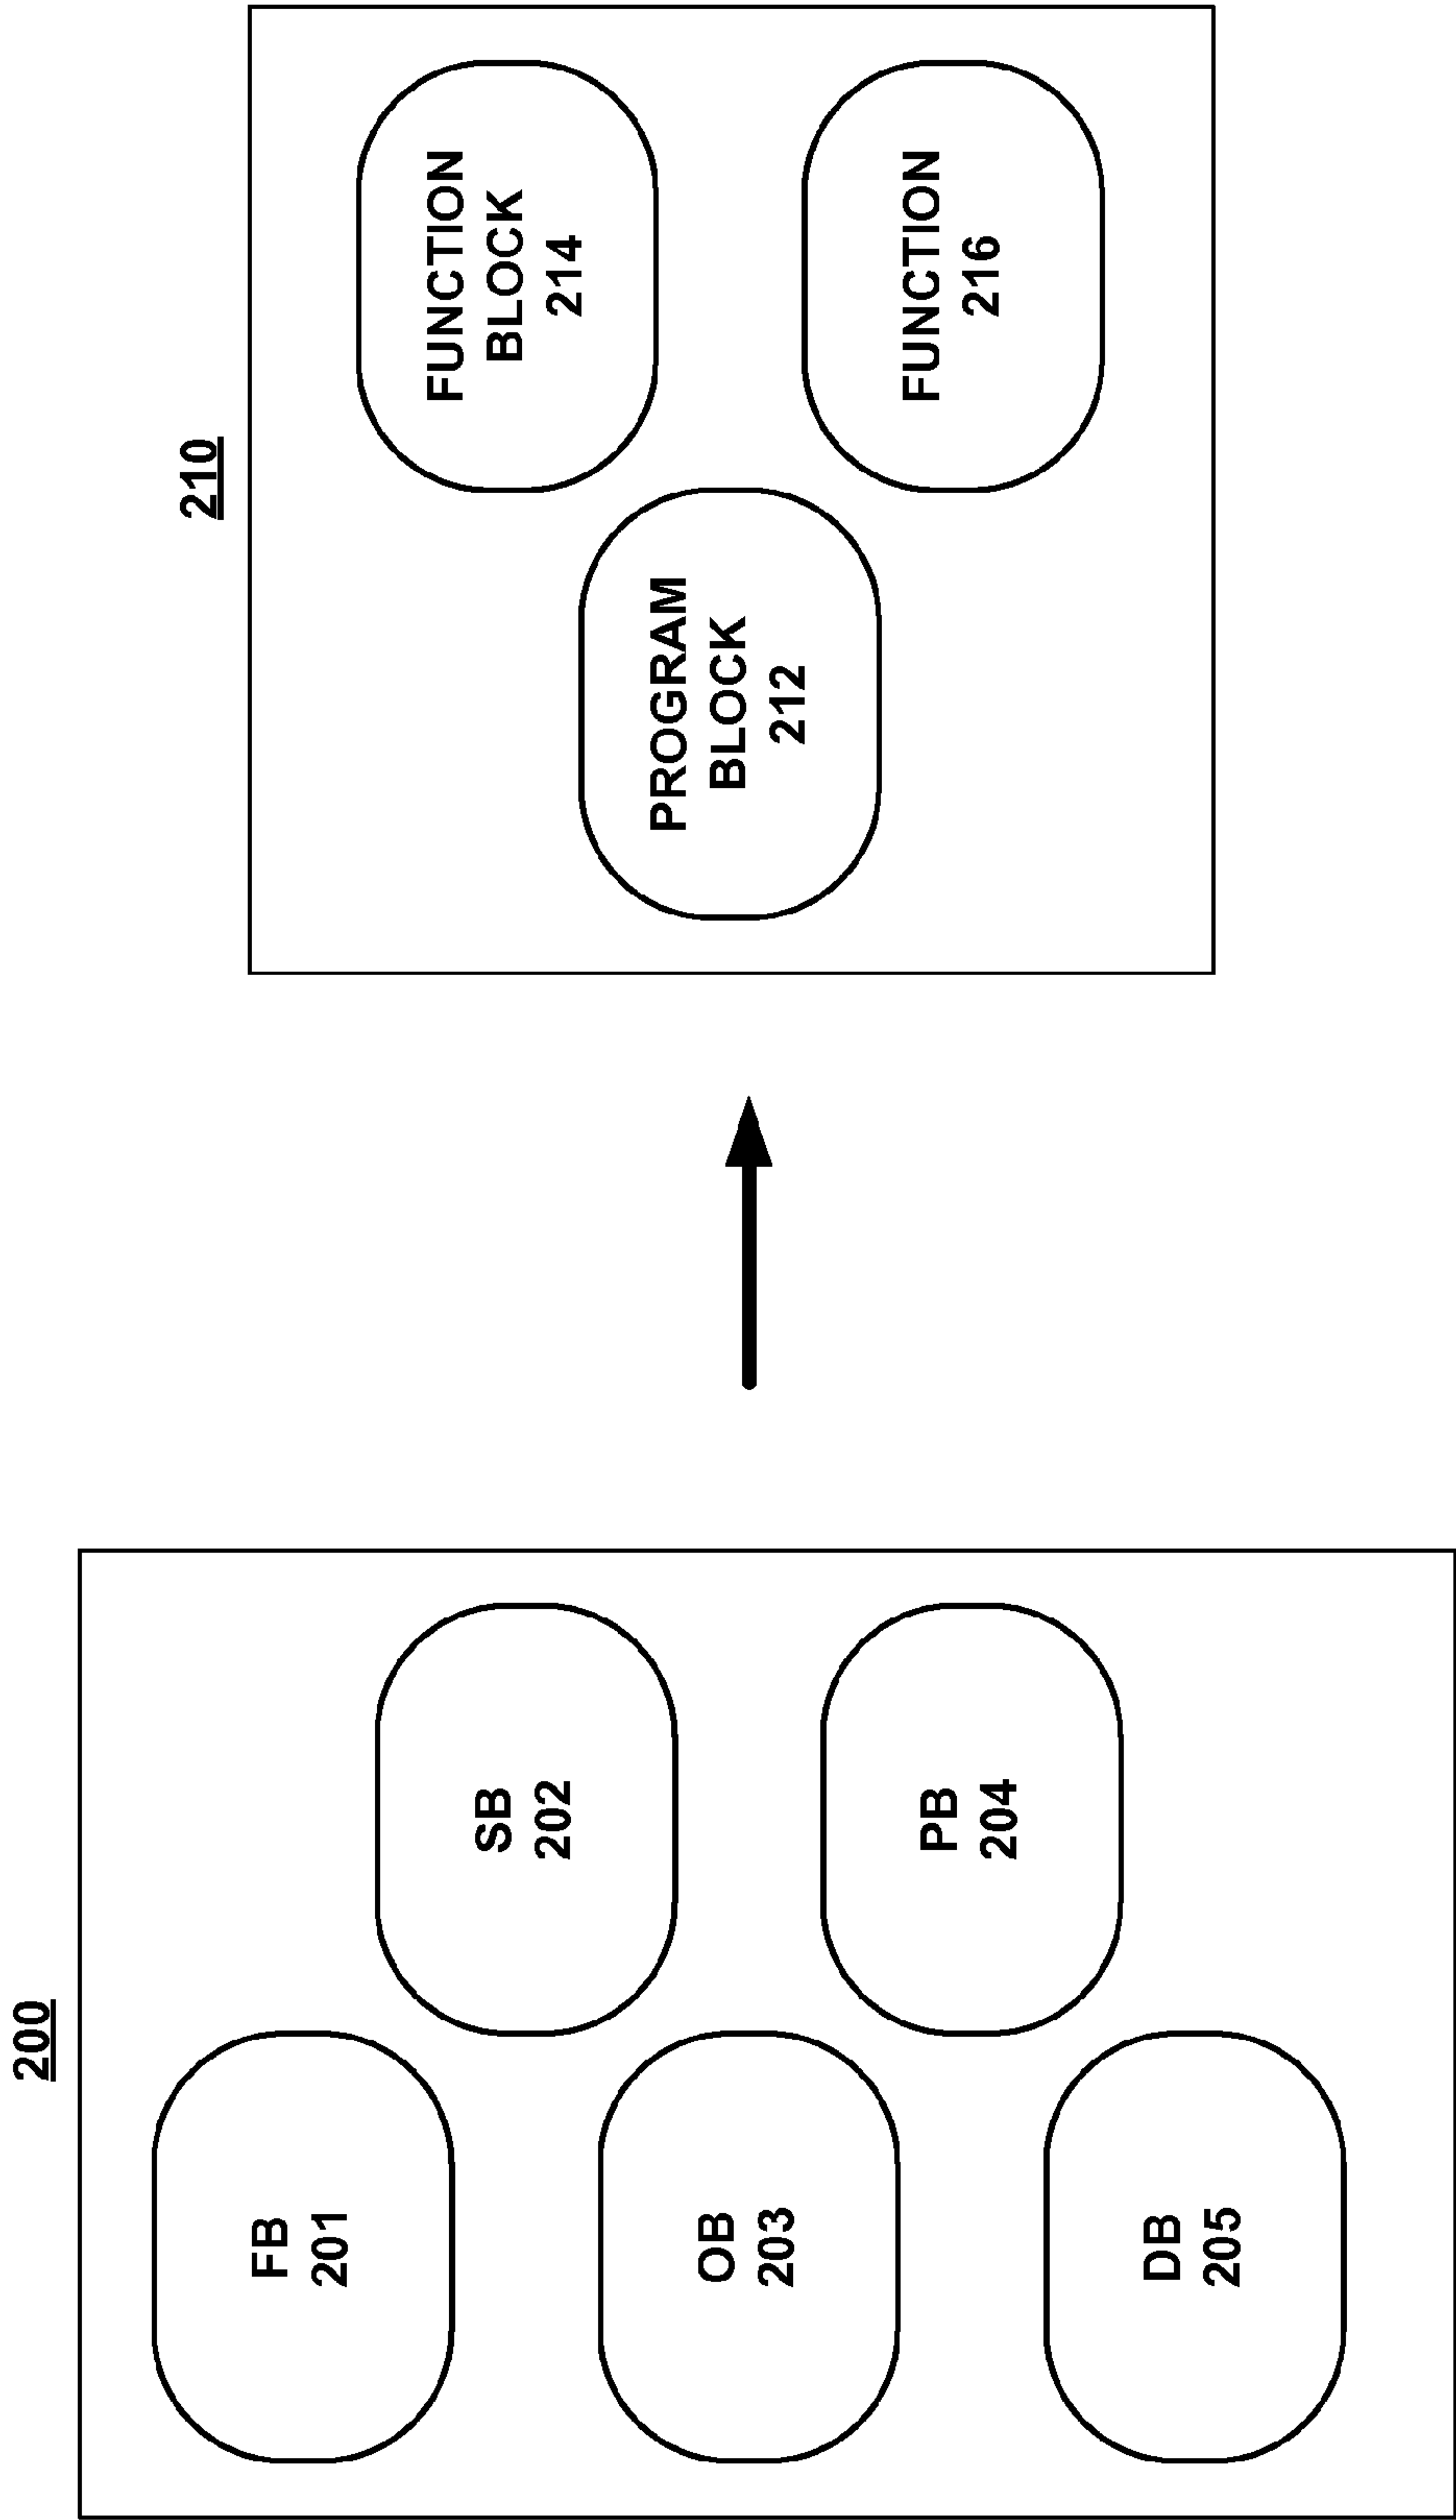 200
FB
201
SB
202
OB
203
PB
204
DB
205
210
PROGRAM
BLOCK
212
FUNCTION
BLOCK
214
FUNCTION
216